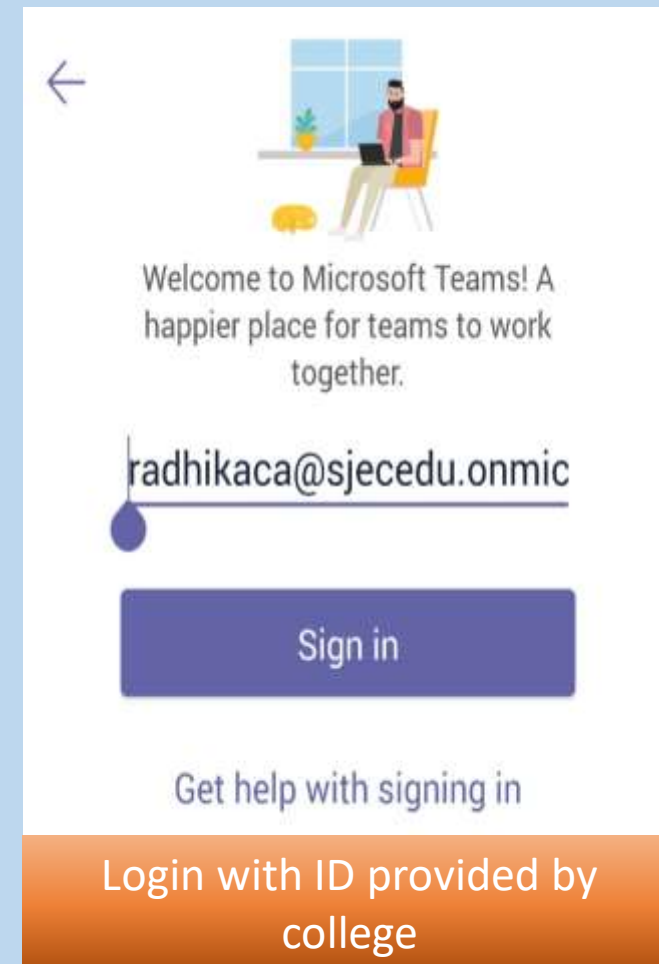 Welcome to Microsoft Teams! A
happier place for teams to work
together.
radhikaca@sjecedu.onmic
Sign in
Get help with signing in
Login with ID provided by
college